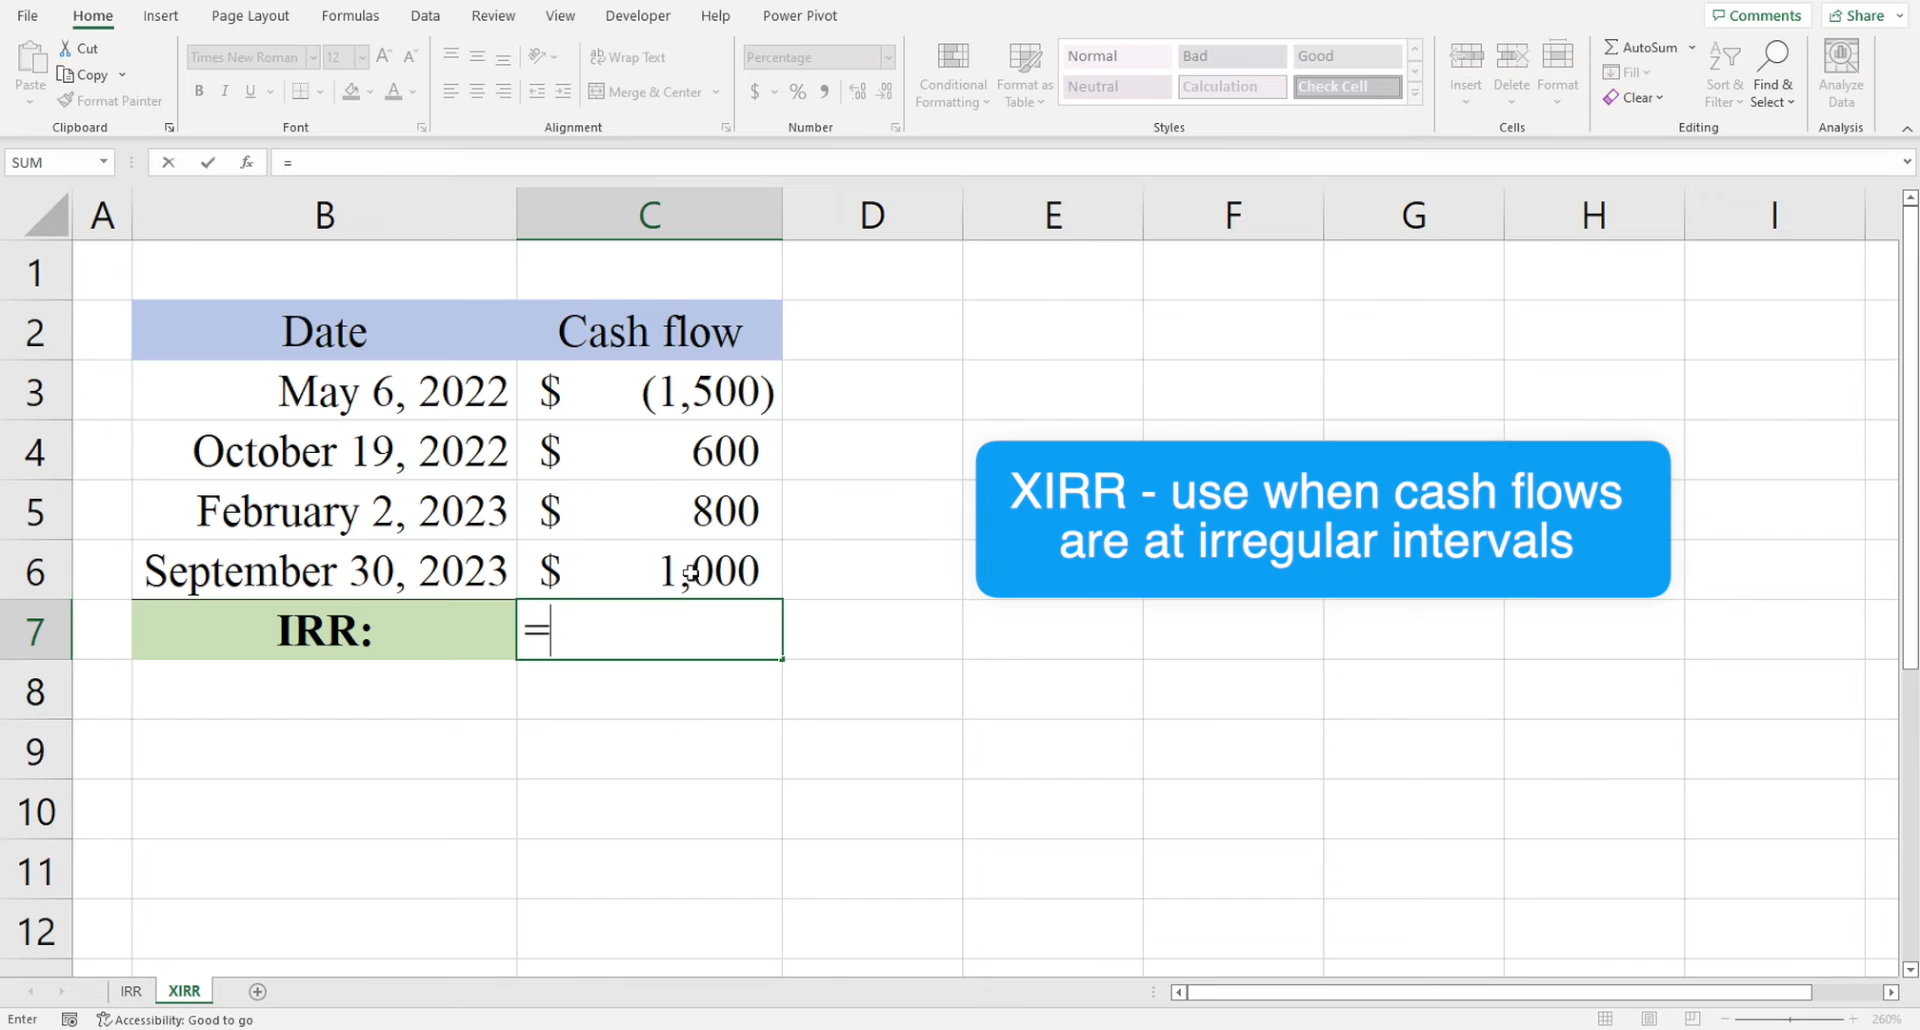 File Home Insert Page Layout Formulas Data Review View Developer Help Power Pivot Comments Share
Paste Cut Copy Format Painter
Clipboard
Times New Roman 12 A A
B I U A
Font
Wrap Text
Merge & Center
Alignment
Percentage
$ % ,
Number
Conditional Formatting
Format as Table
Normal Bad Good
Neutral Calculation Check Cell
Styles
Insert Delete Format
Cells
AutoSum
Fill
Clear
Sort & Filter
Find & Select
Editing
Analyze Data
Analysis
SUM fx =
A B C D E F G H I
1
2 Date Cash flow
3 May 6, 2022 $ (1,500)
4 October 19, 2022 $ 600
5 February 2, 2023 $ 800
6 September 30, 2023 $ 1,000
7 IRR: =
8
9
10
11
12
XIRR - use when cash flows
are at irregular intervals
IRR XIRR
Enter Accessibility: Good to go 260%